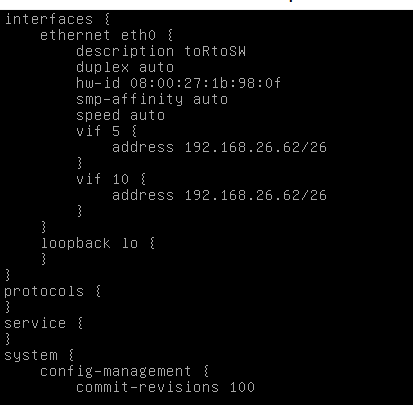 interfaces {
    ethernet eth0 {
        description toRtoSW
        duplex auto
        hw-id 08:00:27:1b:98:0f
        smp-affinity auto
        speed auto
        vif 5 {
            address 192.168.26.62/26
        }
        vif 10 {
            address 192.168.26.62/26
        }
    }
    loopback lo {
    }
}
protocols {
}
service {
}
system {
    config-management {
        commit-revisions 100